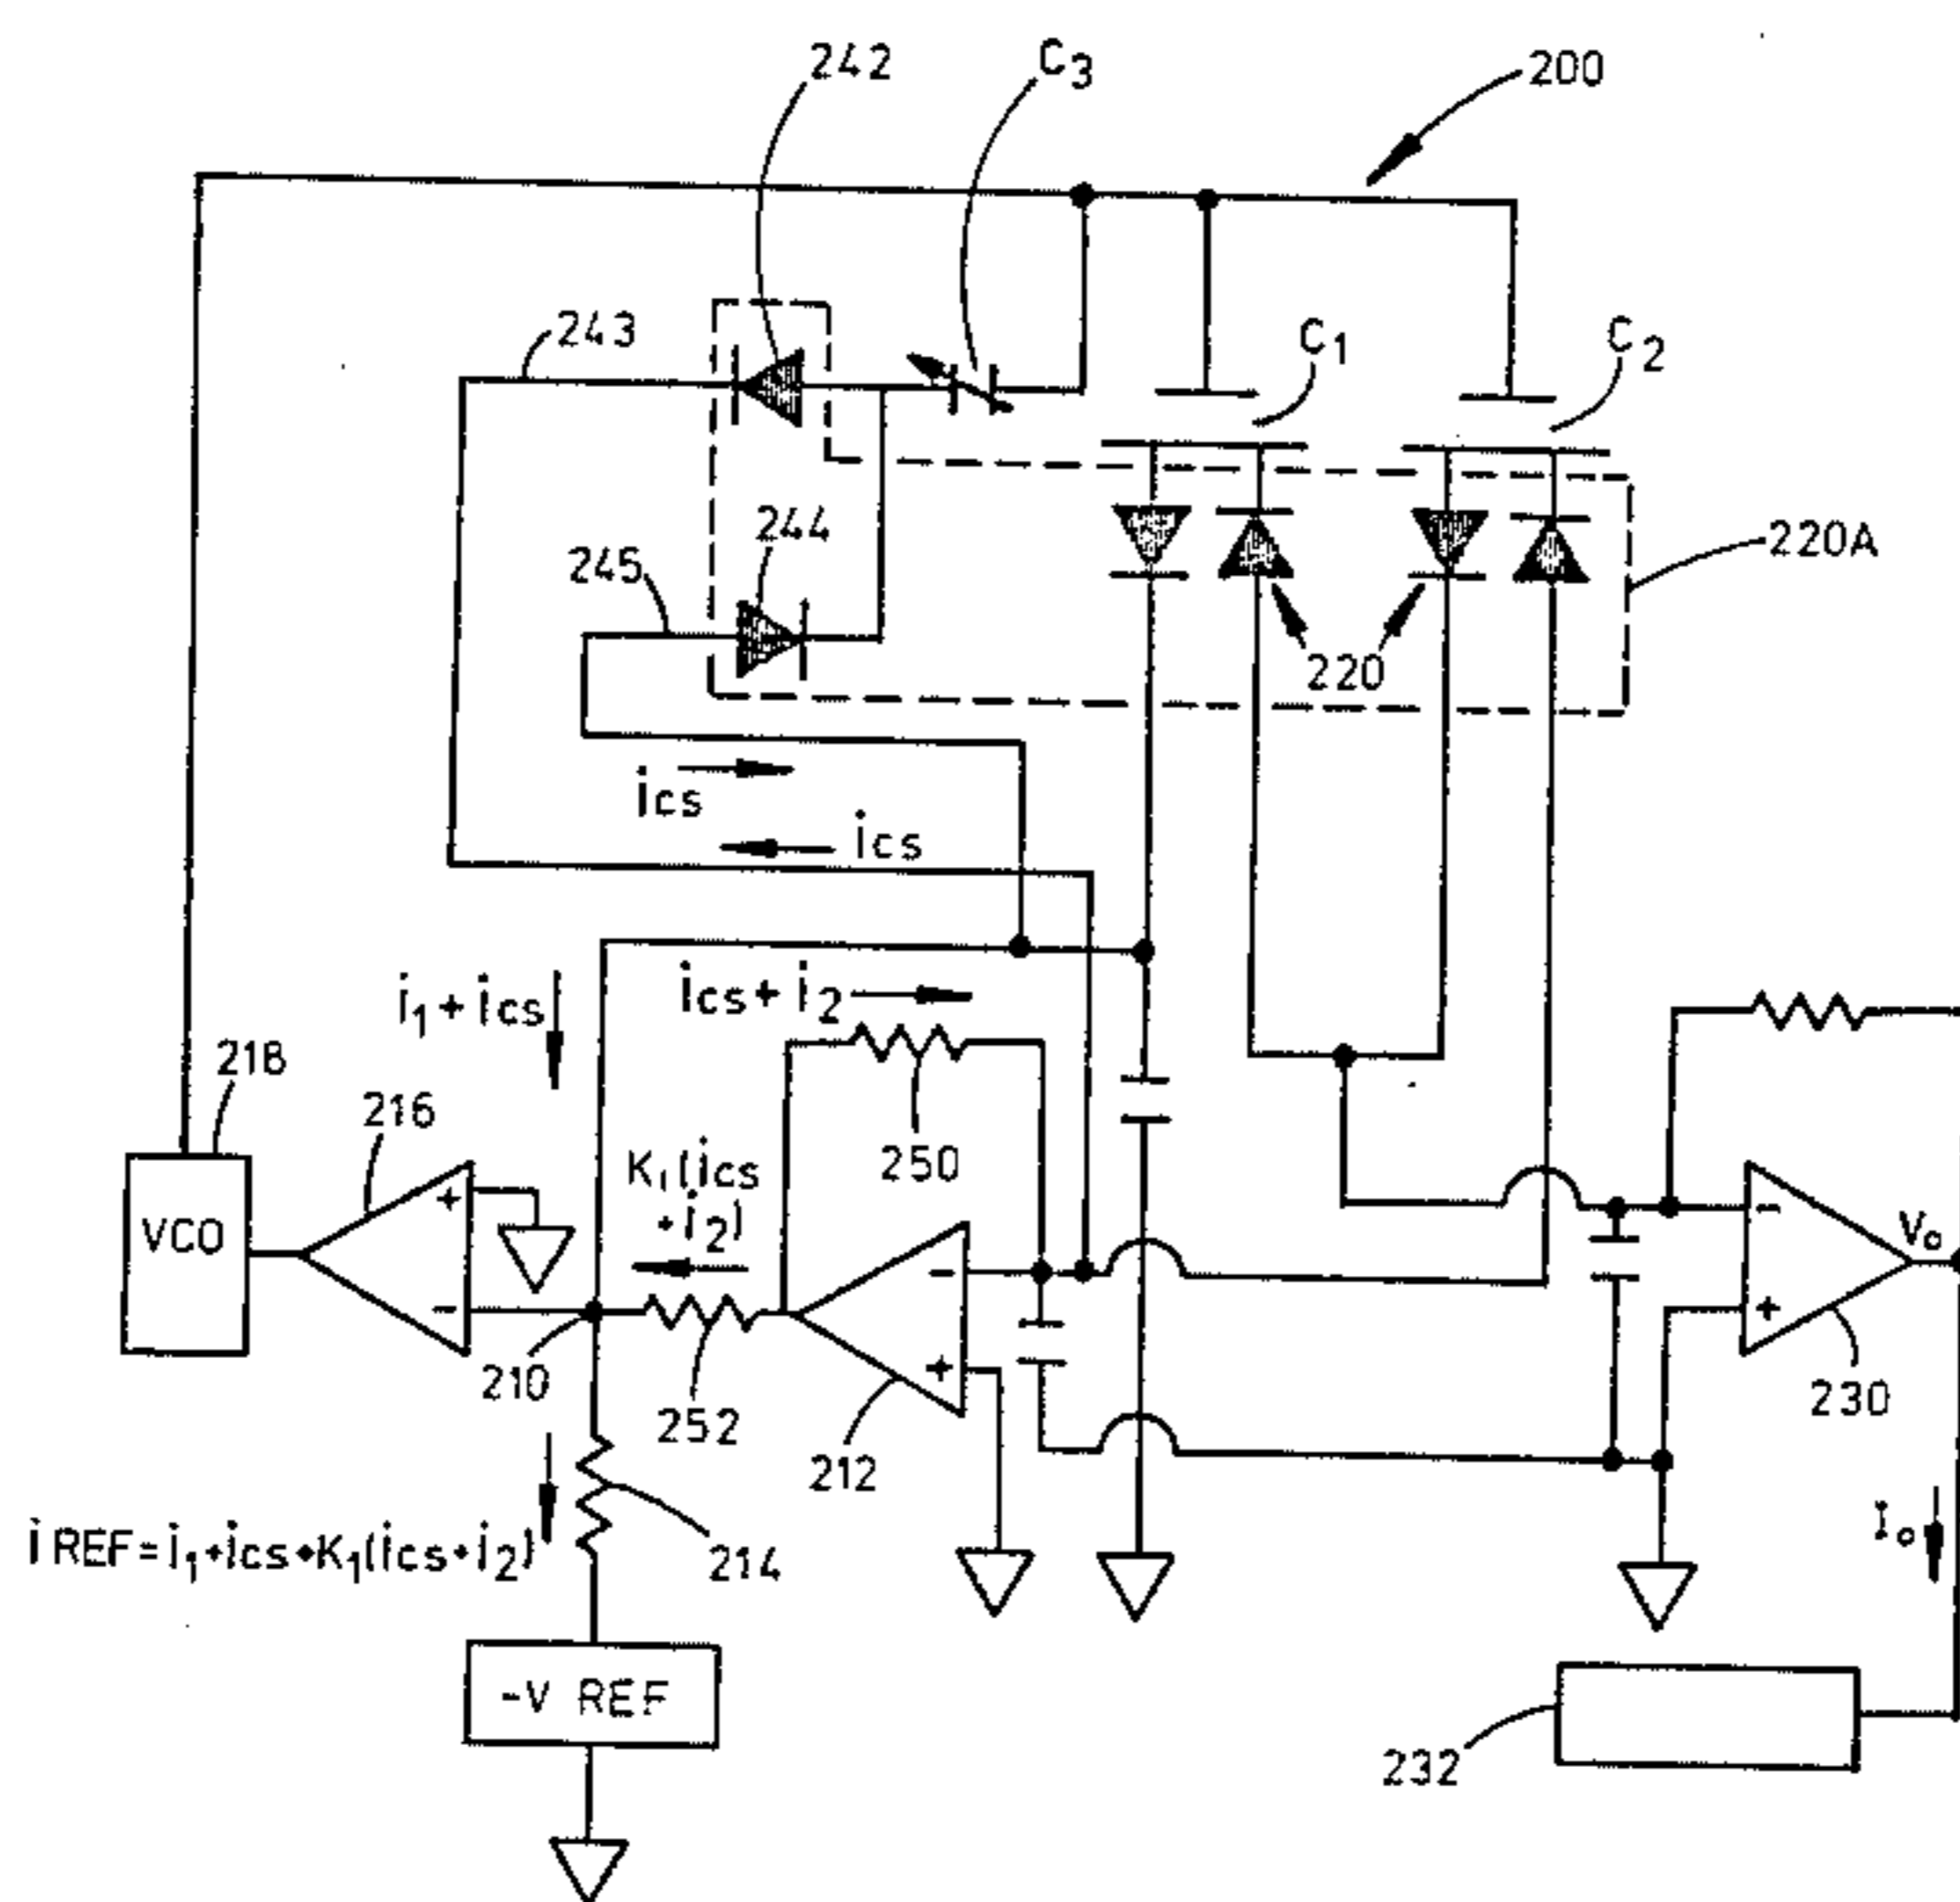 242
C3
200
243
C1
C2
244
245
220A
220
ics
ics
i1 + ics
ics + i2
218
216
250
K1(ics
+ i2)
VCO
+
-
-
+
-
+
Vo
210
252
212
230
i REF = i1 + ics + K1(ics + i2)
214
Io
-V REF
232